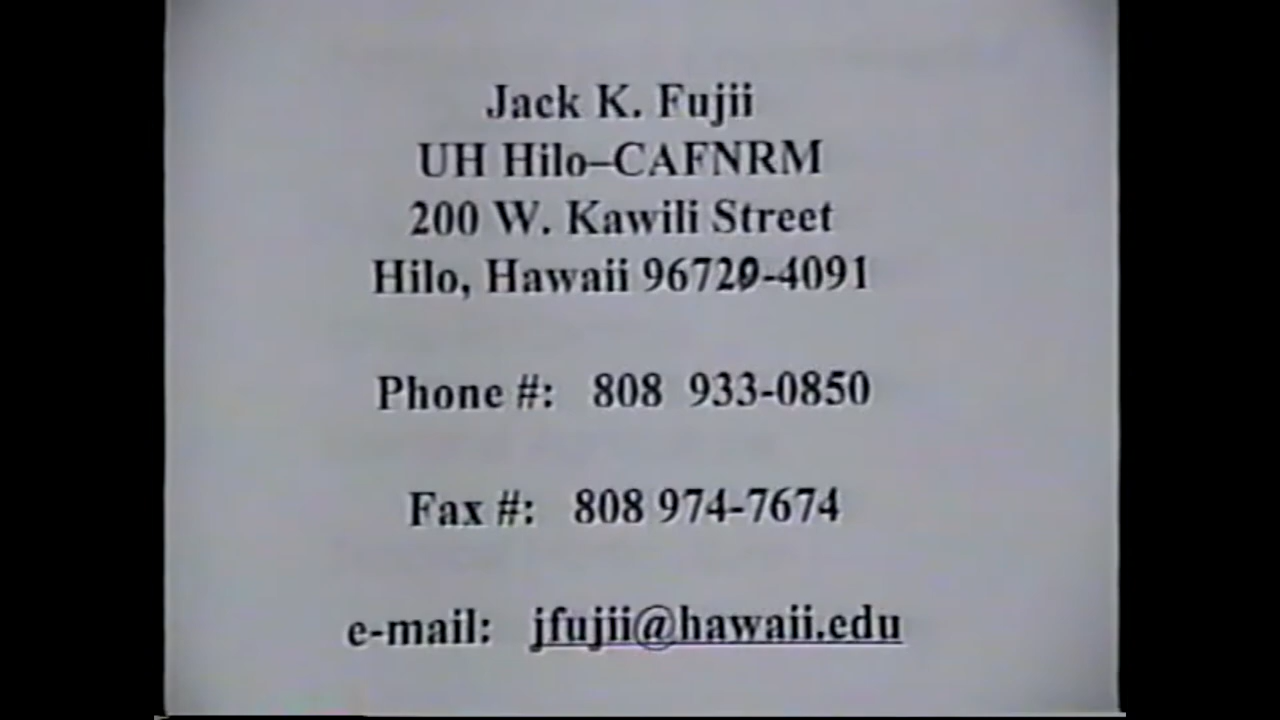 Jack K. Fujii
UH Hilo–CAFNRM
200 W. Kawili Street
Hilo, Hawaii 96720-4091
Phone #: 808 933-0850
Fax #: 808 974-7674
e-mail: jfujii@hawaii.edu